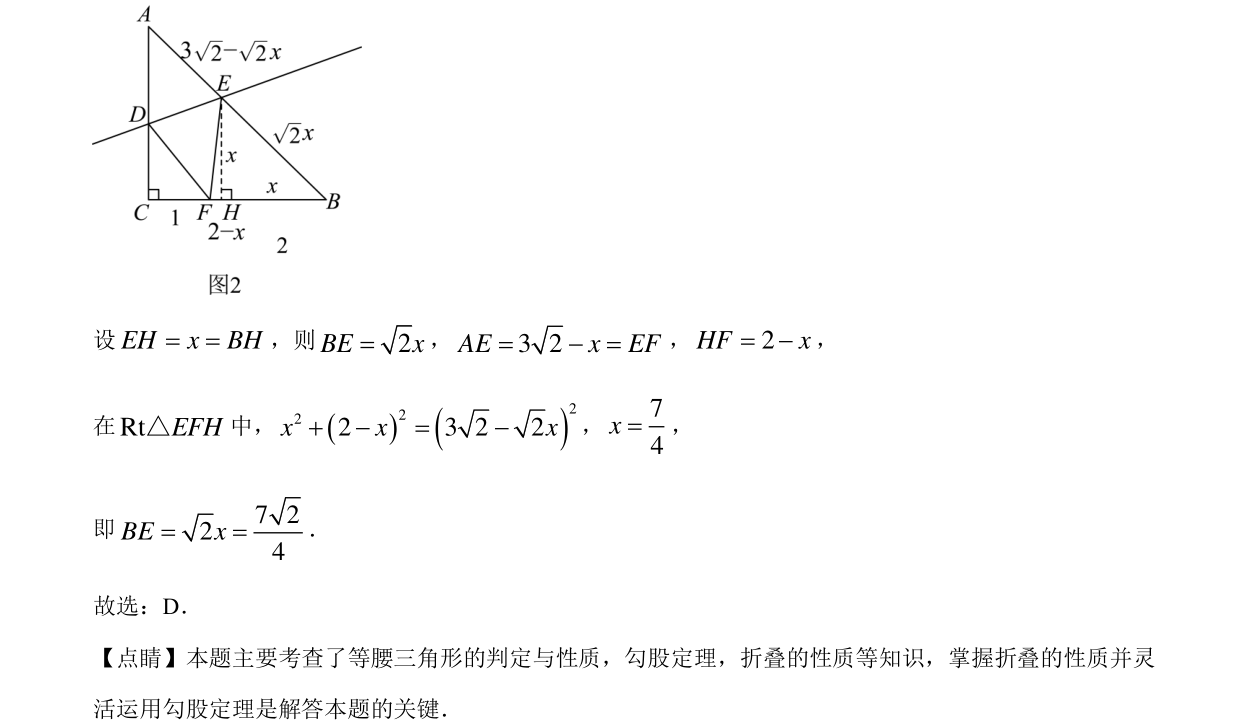 A
3√2−√2x
E
D
√2x
x
x
C 1 F H B
2−x
2
图2
设 EH = x = BH ，则 BE = √2x ， AE = 3√2 − x = EF ， HF = 2 − x ，
在 Rt△EFH 中， x² + (2 − x)² = (3√2 − √2x)² ， x = 7/4 ，
即 BE = √2x = 7√2/4 ．
故选：D．
【点睛】本题主要考查了等腰三角形的判定与性质，勾股定理，折叠的性质等知识，掌握折叠的性质并灵
活运用勾股定理是解答本题的关键．